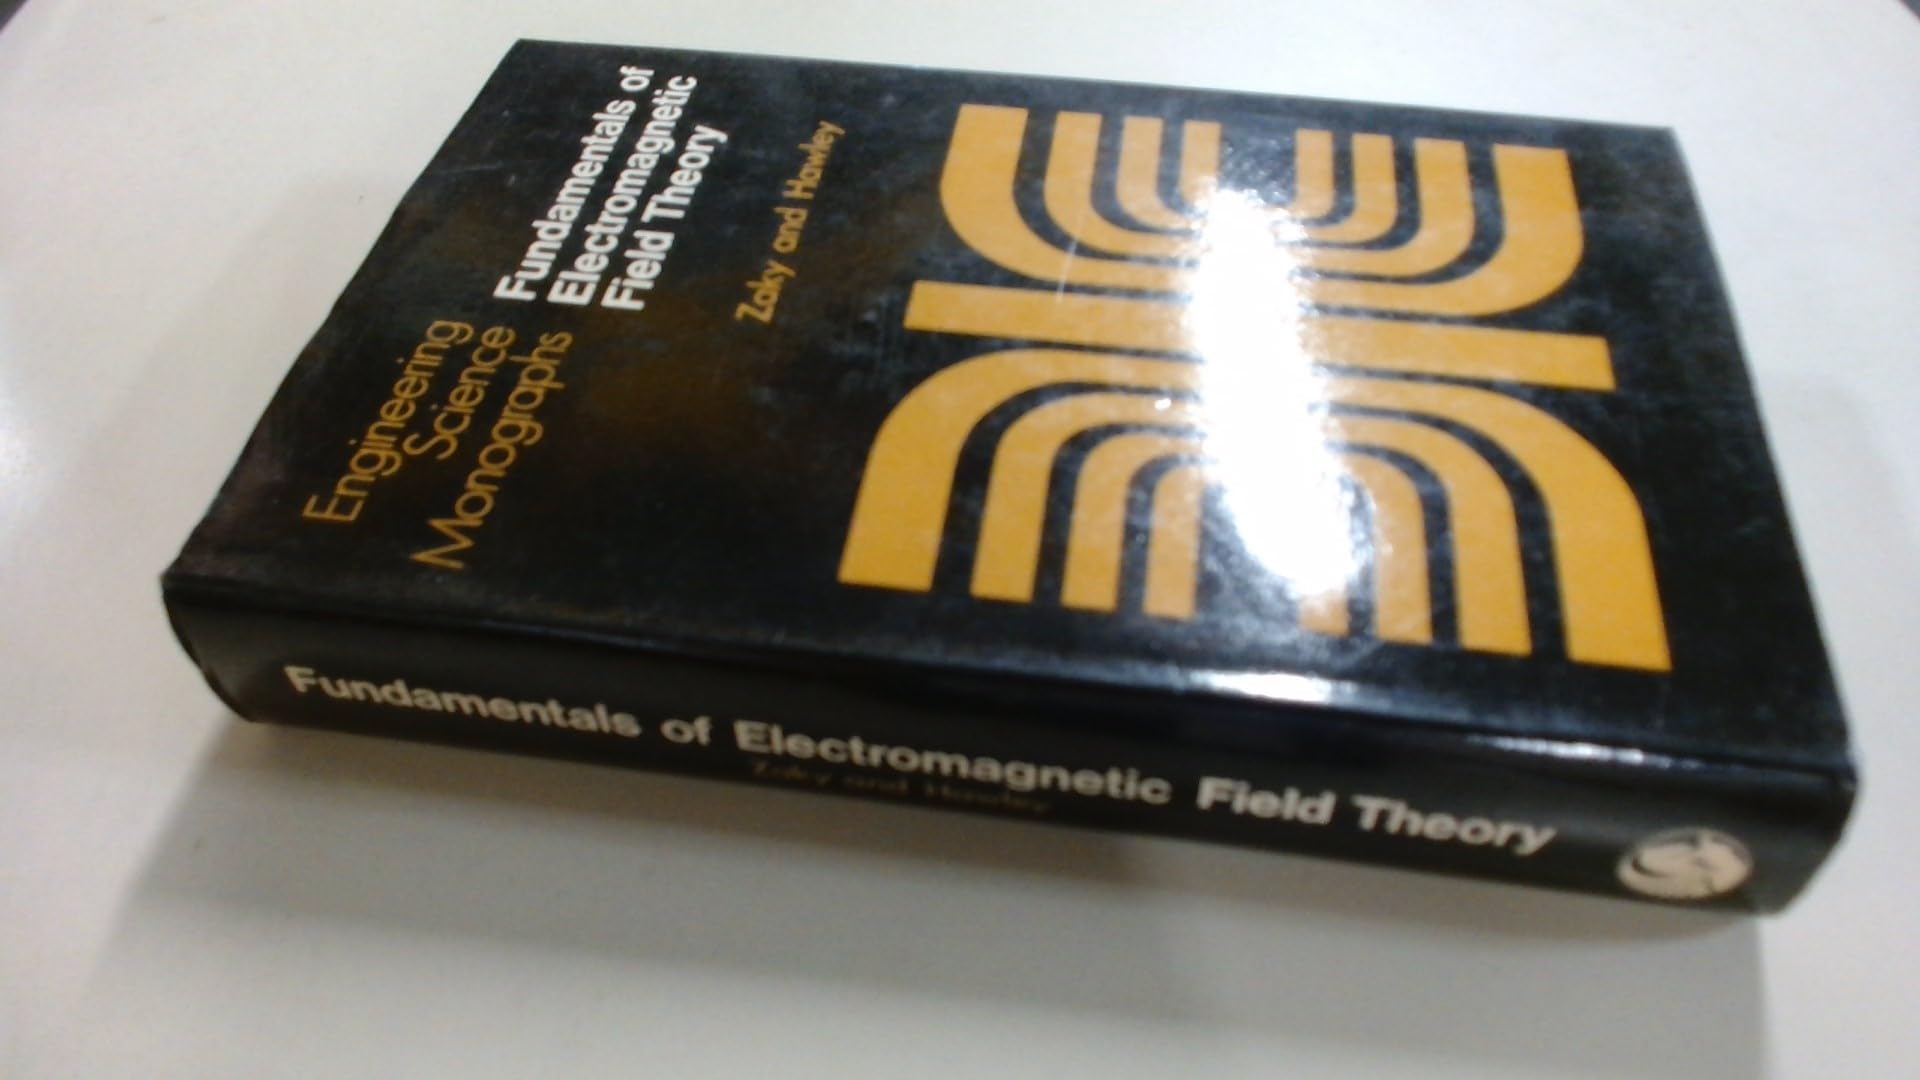 Engineering
Science
Monographs
Fundamentals of
Electromagnetic
Field Theory
Zaky and Hawley
Fundamentals of Electromagnetic Field Theory
Zaky and Hawley